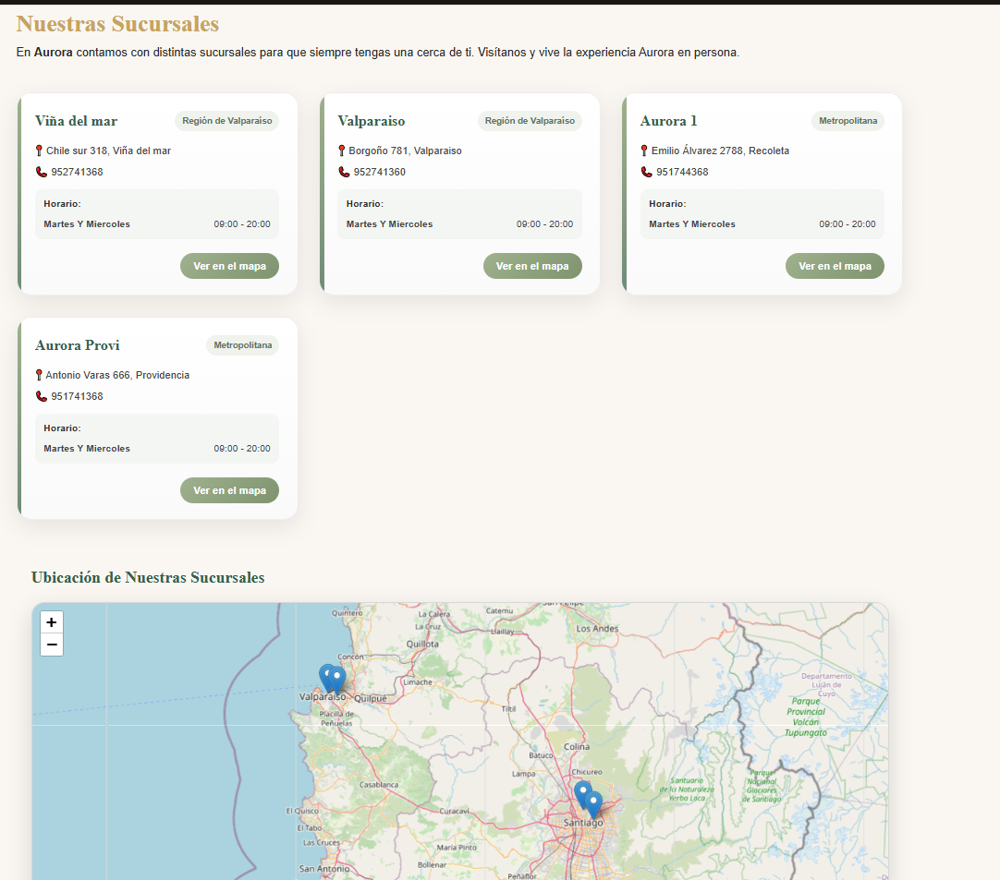 Nuestras Sucursales
En Aurora contamos con distintas sucursales para que siempre tengas una cerca de ti. Visítanos y vive la experiencia Aurora en persona.
Viña del mar
Región de Valparaíso
Chile sur 318, Viña del mar
952741368
Horario:
Martes Y Miercoles 09:00 - 20:00
Ver en el mapa
Valparaiso
Región de Valparaíso
Borgoño 781, Valparaiso
952741360
Horario:
Martes Y Miercoles 09:00 - 20:00
Ver en el mapa
Aurora 1
Metropolitana
Emilio Álvarez 2788, Recoleta
951744368
Horario:
Martes Y Miercoles 09:00 - 20:00
Ver en el mapa
Aurora Provi
Metropolitana
Antonio Varas 666, Providencia
951741368
Horario:
Martes Y Miercoles 09:00 - 20:00
Ver en el mapa
Ubicación de Nuestras Sucursales
+
−
Quintero
La Calera
Catemu
San Felipe
La Cruz
Llaillay
Los Andes
Quillota
Concón
Limache
Valparaíso
Quilpué
Placilla de
Peñuelas
Tiltil
Departamento
Luján de
Cuyo
Parque
Provincial
Volcán
Tupungato
Colina
Batuco
Lampa
Chicureo
Casablanca
Santuario
de la Naturaleza
Yerba Loca
Parque
Nacional
Glaciares
de Santiago
El Quisco
Curacaví
Santiago
El Tabo
Las Cruces
María Pinto
Bollenar
San Antonio
Peñaflor